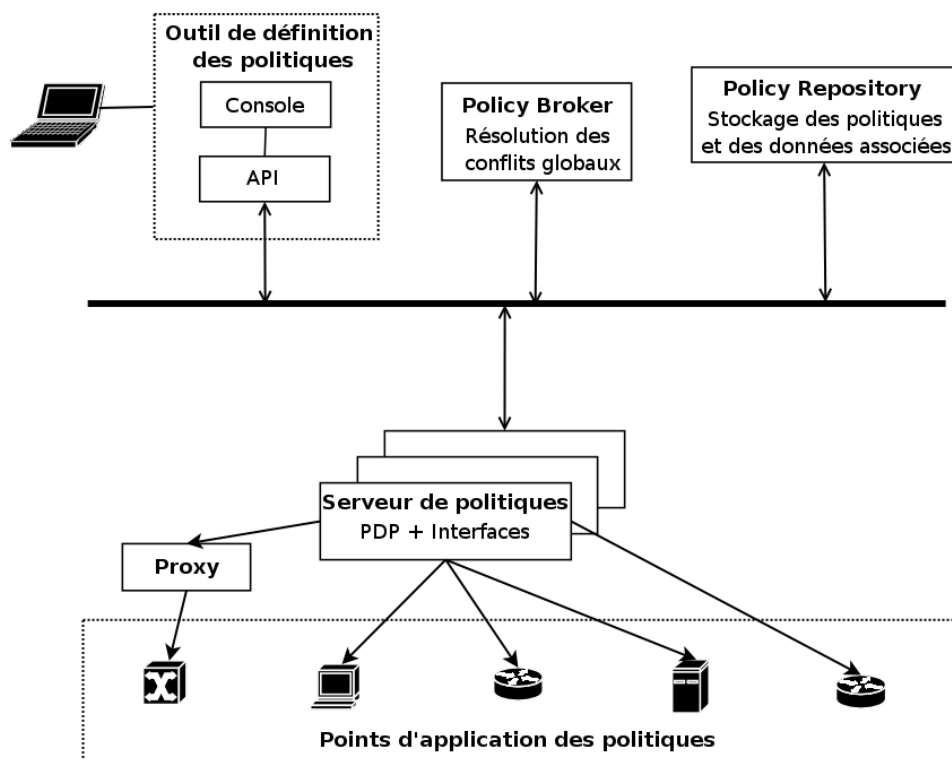 Outil de définition
des politiques
Console
API
Policy Broker
Résolution des
conflits globaux
Policy Repository
Stockage des politiques
et des données associées
Serveur de politiques
PDP + Interfaces
Proxy
Points d'application des politiques